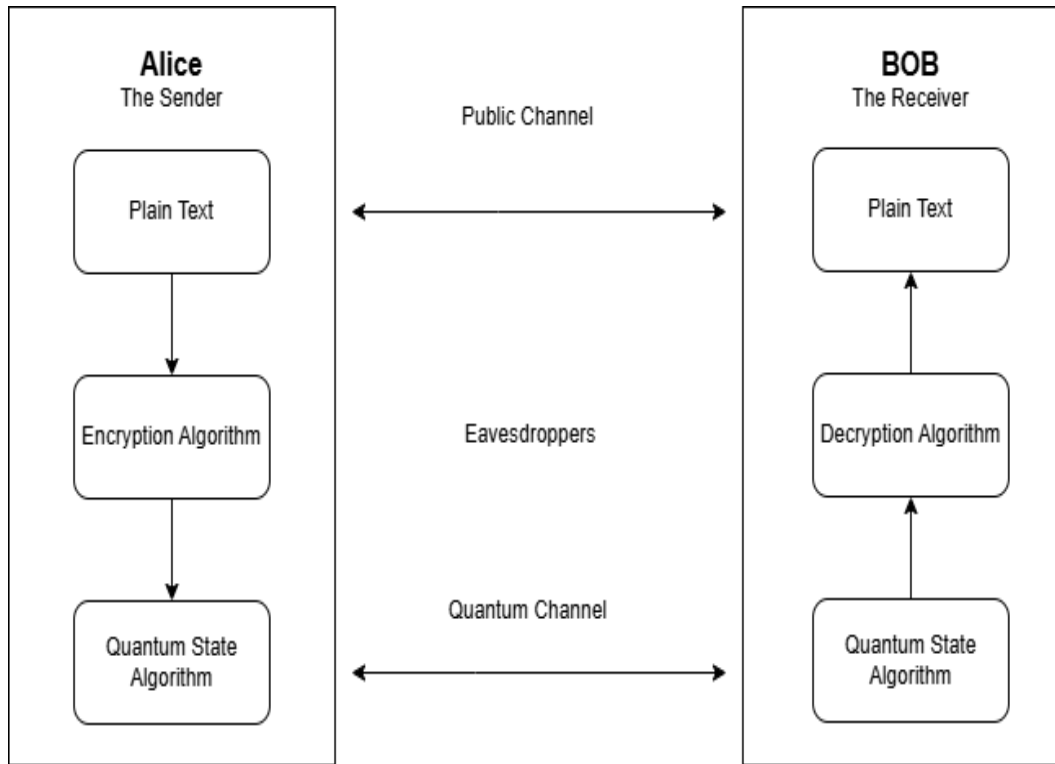 Alice
The Sender
Plain Text
Encryption Algorithm
Quantum State
Algorithm
Public Channel
Eavesdroppers
Quantum Channel
BOB
The Receiver
Plain Text
Decryption Algorithm
Quantum State
Algorithm